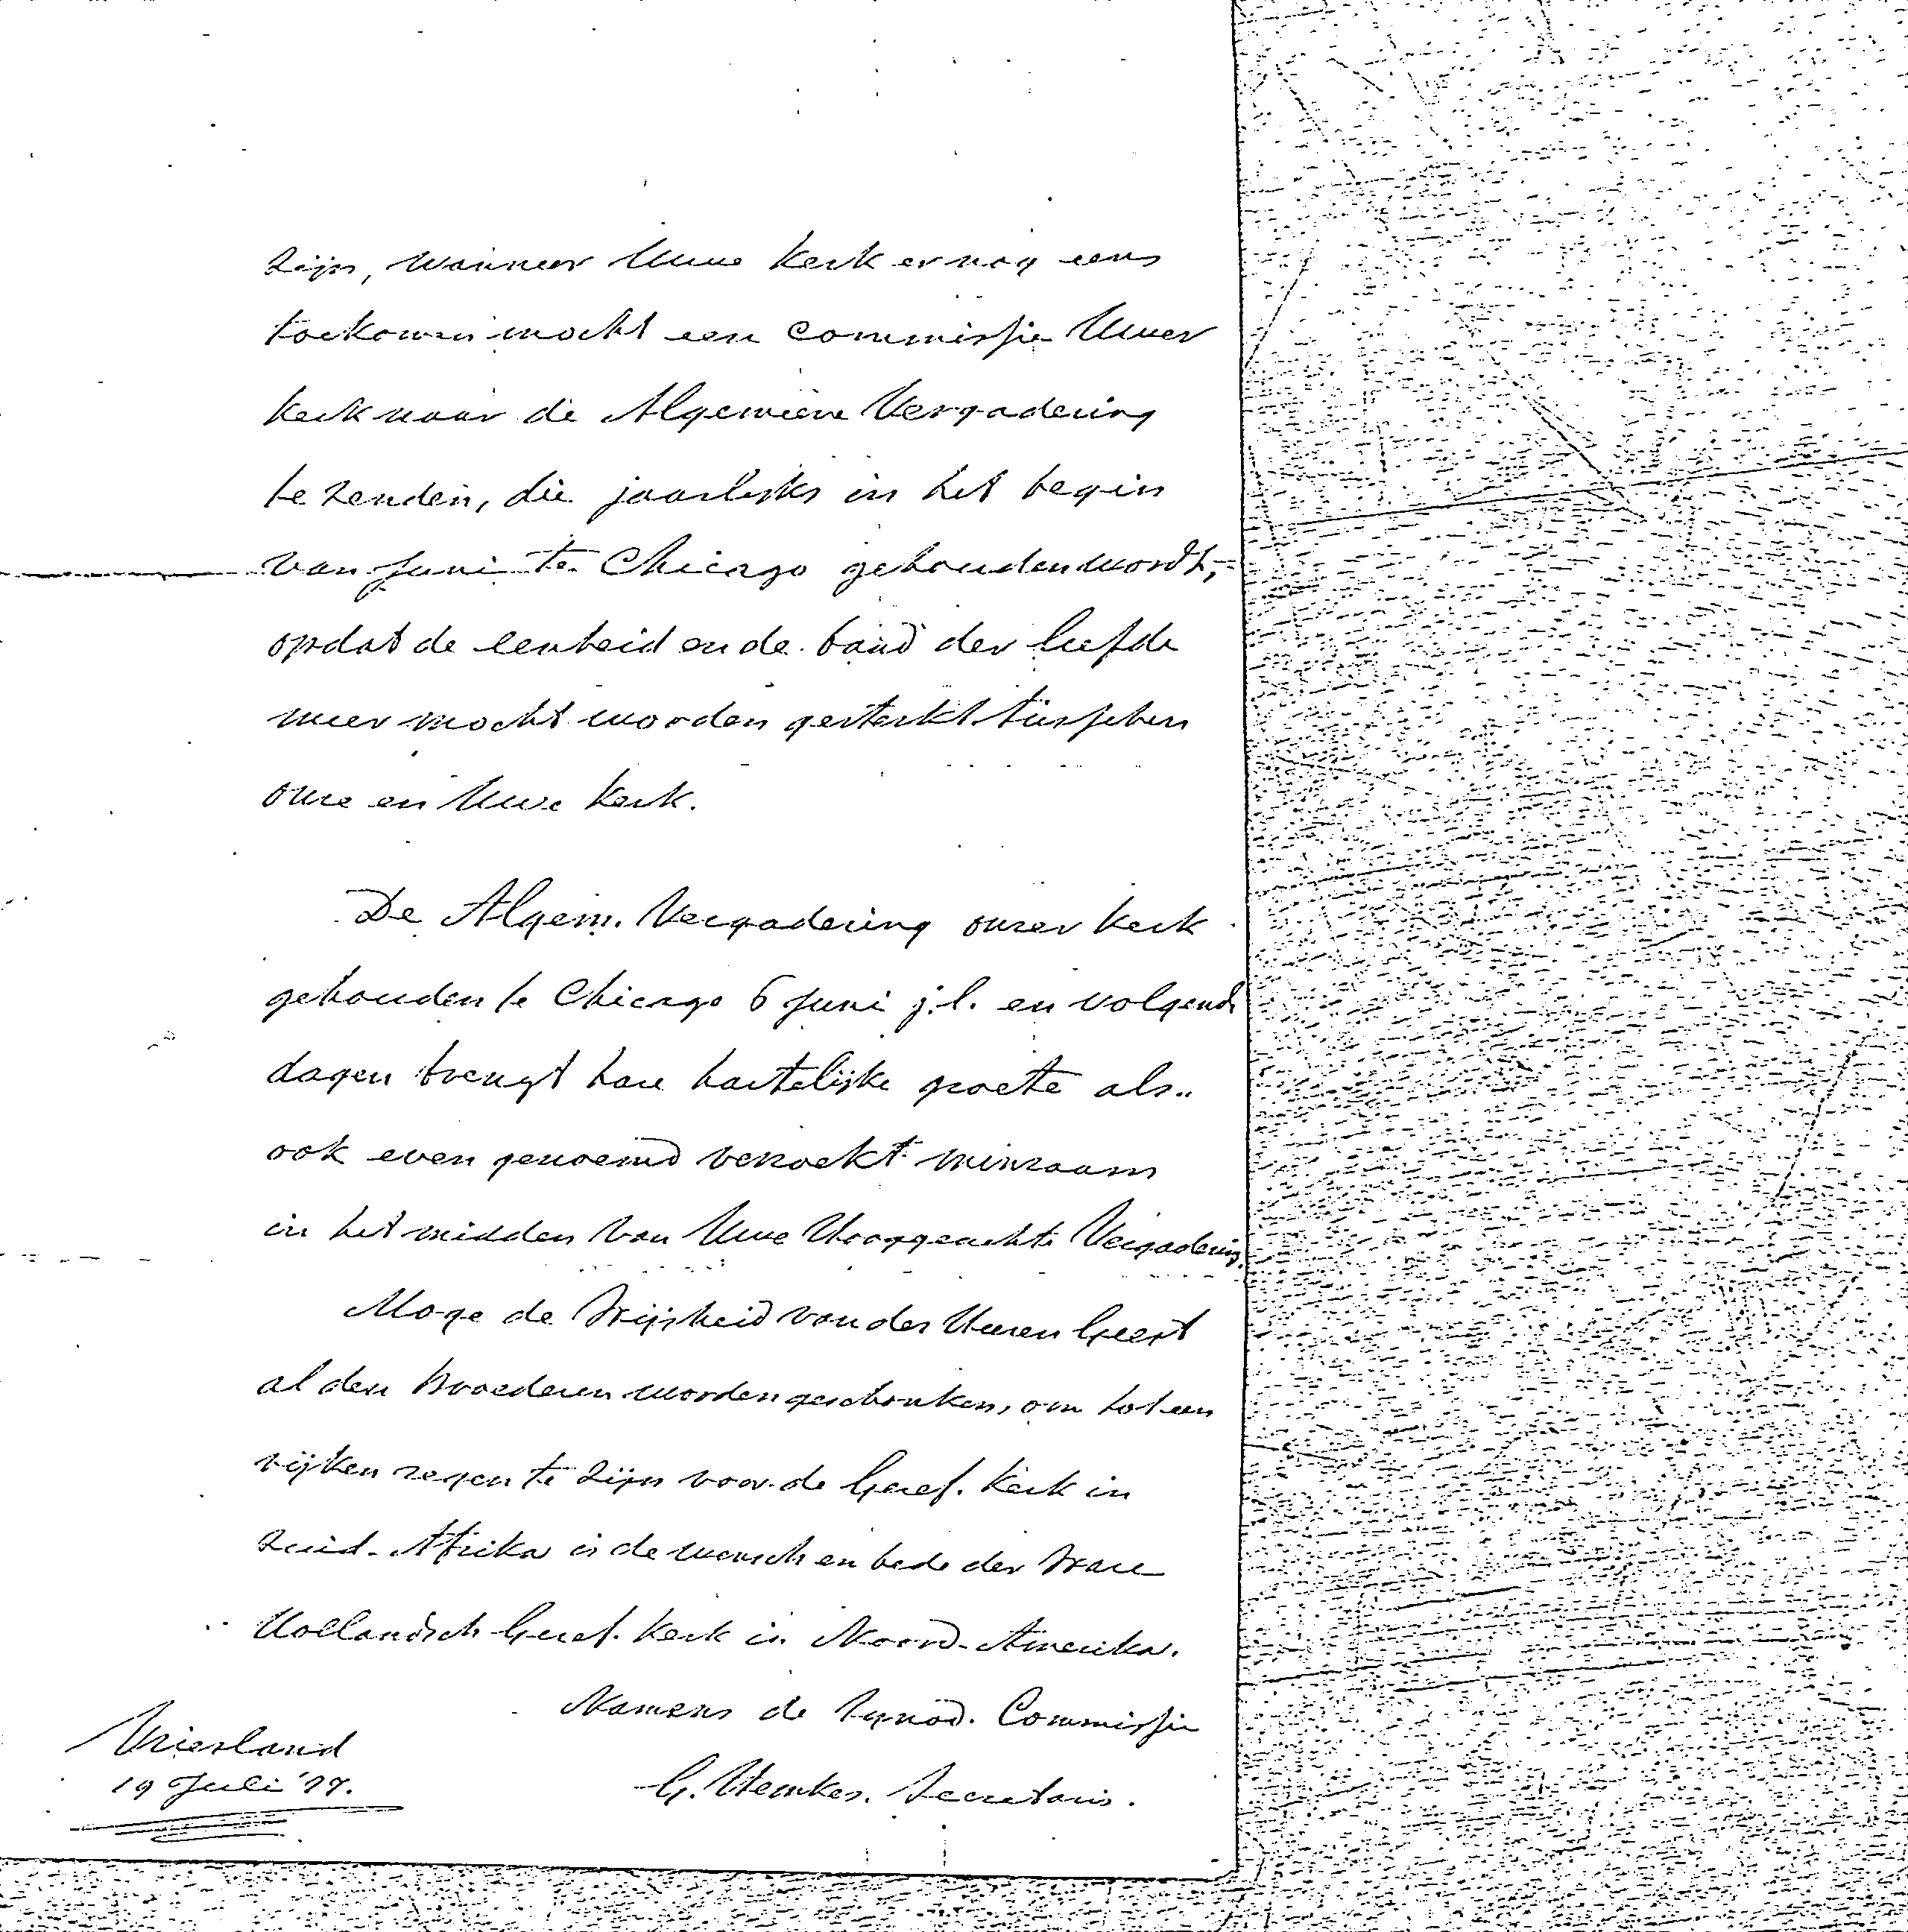 zijn, wanneer Uwe Kerk er nog eens
toekomen mocht een Commissie Uwer
Kerk naar de Algemeene Vergadering
te zenden, die jaarlijks in het begin
van Juni te Chicago gehouden wordt,
opdat de eenheid en de band der liefde
meer mocht worden gesterkt tusschen
onze en Uwe Kerk.
De Algem. Vergadering onzer Kerk
gehouden te Chicago 6 Juni j.l. en volgende
dagen brengt hare hartelijke groete als
ook even genoemd verzoekt minzaam
in het midden van Uwe Hooggeachte Vergadering.
Moge de Wijsheid van des Heeren Geest
al den Broederen worden geschonken, om tot een
rijken zegen te zijn voor de Geref. Kerk in
Zuid-Afrika is de wensch en bede der Ware
Hollandsch Geref. Kerk in Noord-Amerika.
Namens de Synod. Commissie
Vriesland
19 Juli '77.
G. Hemkes. Secretaris.